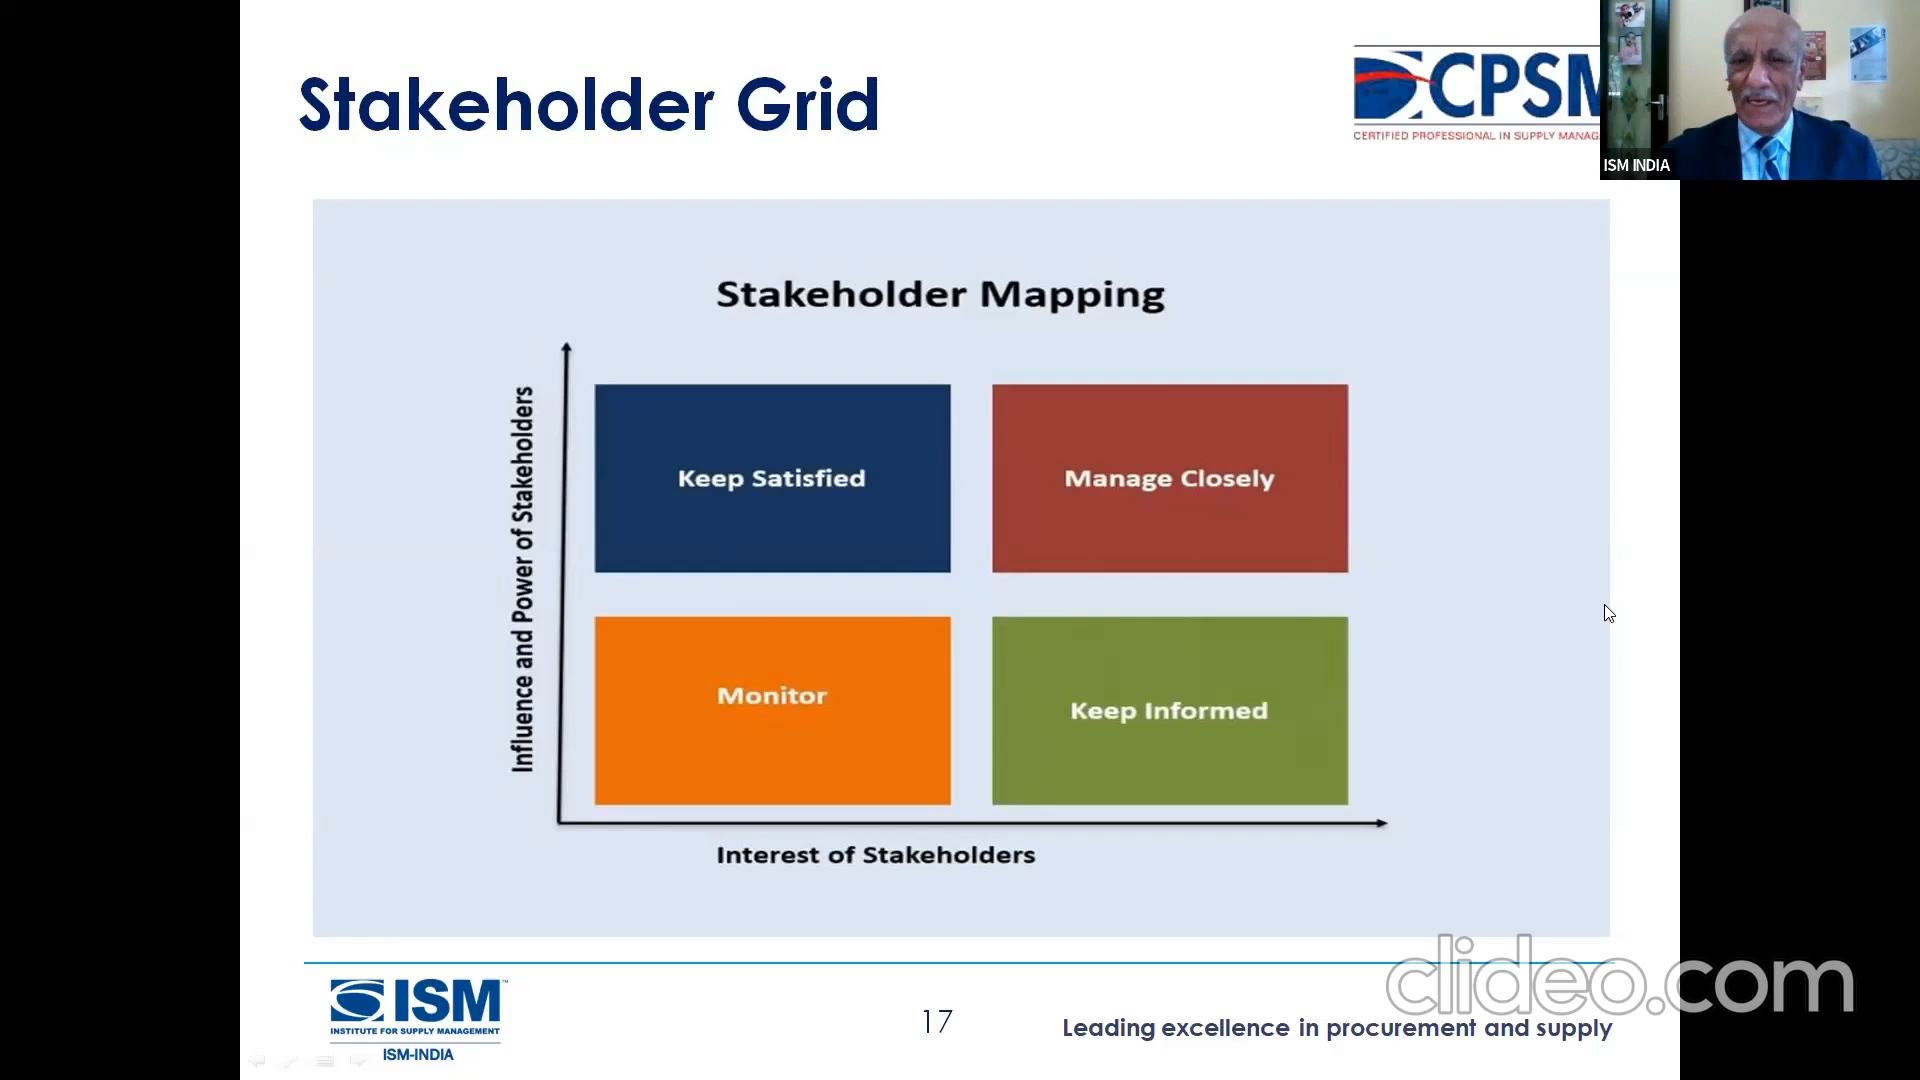 Stakeholder Grid
CPSM
CERTIFIED PROFESSIONAL IN SUPPLY MANAG
ISM INDIA
Stakeholder Mapping
Influence and Power of Stakeholders
Keep Satisfied
Manage Closely
Monitor
Keep Informed
Interest of Stakeholders
ISM™
INSTITUTE FOR SUPPLY MANAGEMENT
ISM-INDIA
17
Leading excellence in procurement and supply
clideo.com